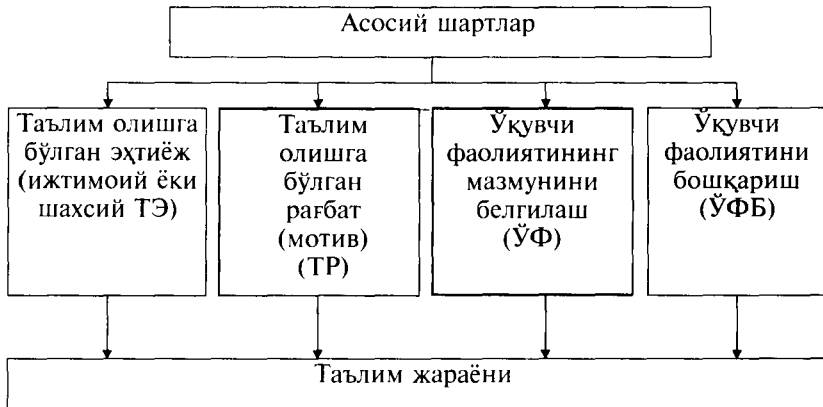 Асосий шартлар
Таълим олишга
бўлган эҳтиёж
(ижтимоий ёки
шахсий ТЭ)
Таълим
олишга
бўлган
рағбат
(мотив)
(ТР)
Ўқувчи
фаолиятининг
мазмунини
белгилаш
(ЎФ)
Ўқувчи
фаолиятини
бошқариш
(ЎФБ)
Таълим жараёни